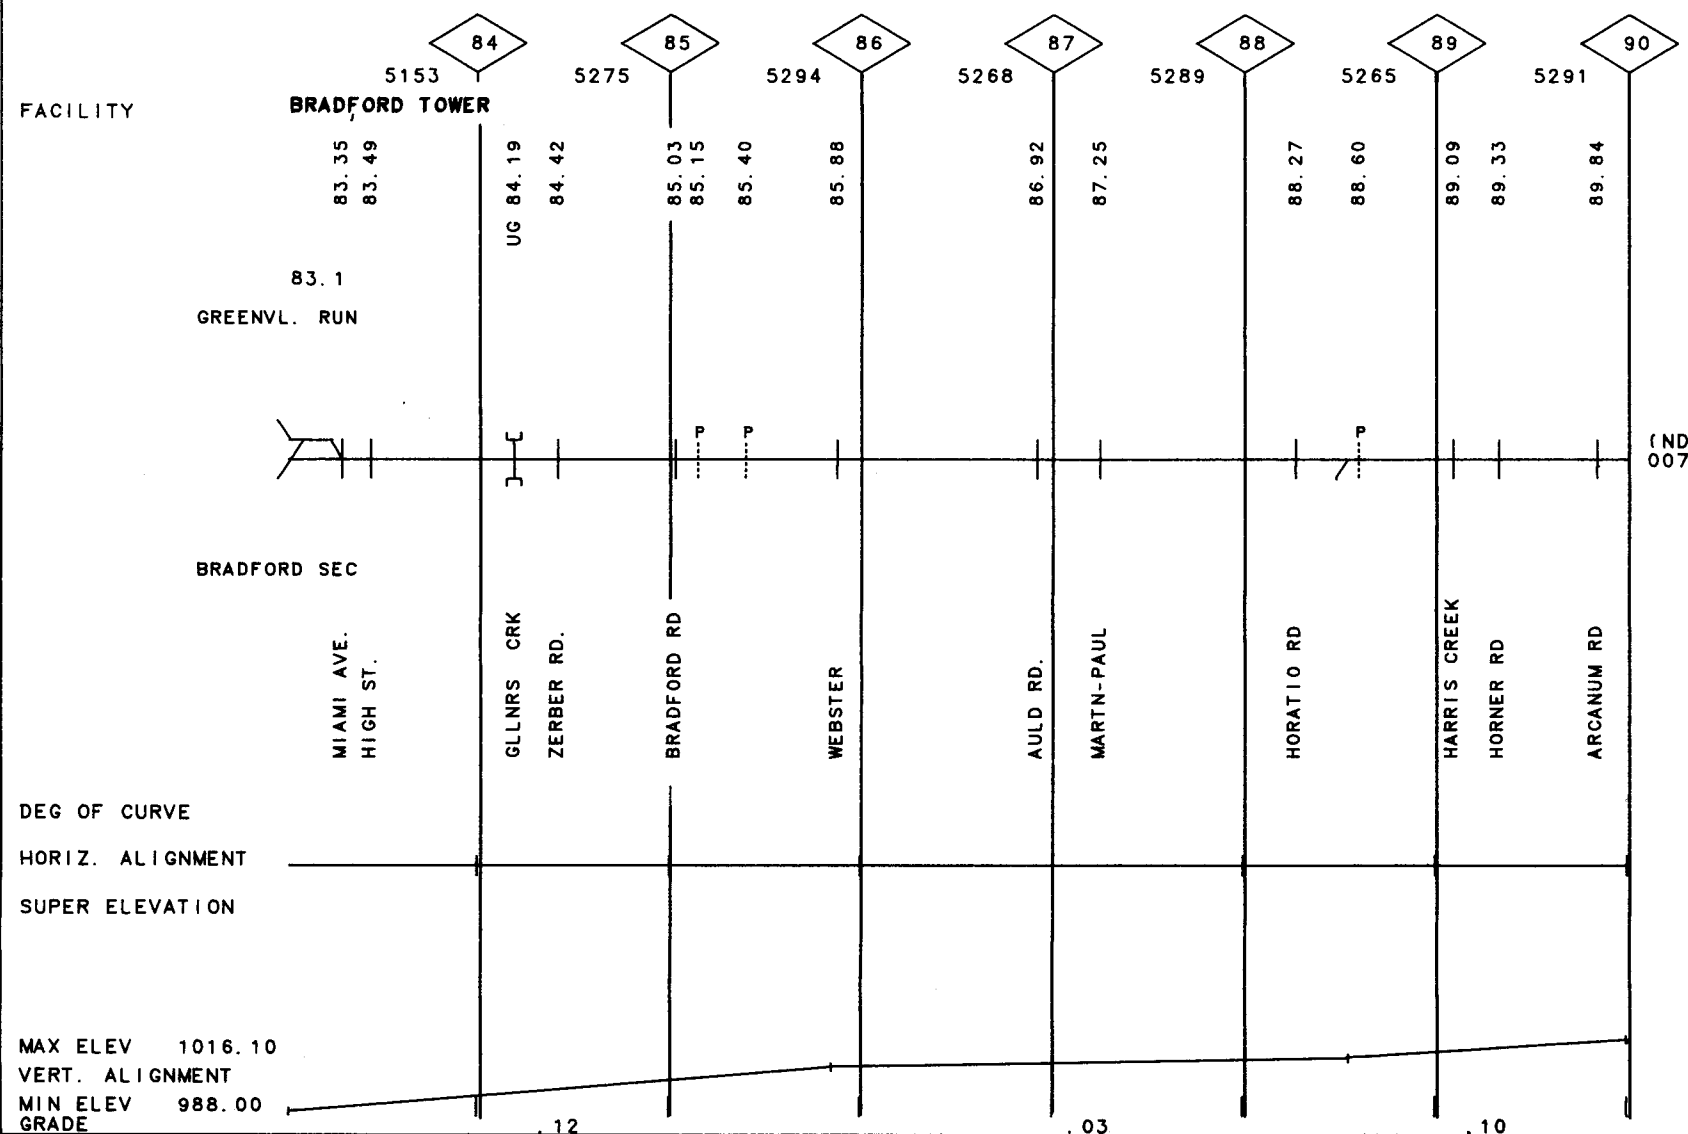 84 85 86 87 88 89 90
5153 5275 5294 5268 5289 5265 5291
FACILITY
BRADFORD TOWER
83.35
83.49
UG 84.19
84.42
85.03
85.15
85.40
85.88
86.92
87.25
88.27
88.60
89.09
89.33
89.84
83.1
GREENVL. RUN
P P P
(ND
007
BRADFORD SEC
MIAMI AVE.
HIGH ST.
GLLNRS CRK
ZERBER RD.
BRADFORD RD
WEBSTER
AULD RD.
MARTN-PAUL
HORATIO RD
HARRIS CREEK
HORNER RD
ARCANUM RD
DEG OF CURVE
HORIZ. ALIGNMENT
SUPER ELEVATION
MAX ELEV 1016.10
VERT. ALIGNMENT
MIN ELEV 988.00
GRADE .12 .03 .10